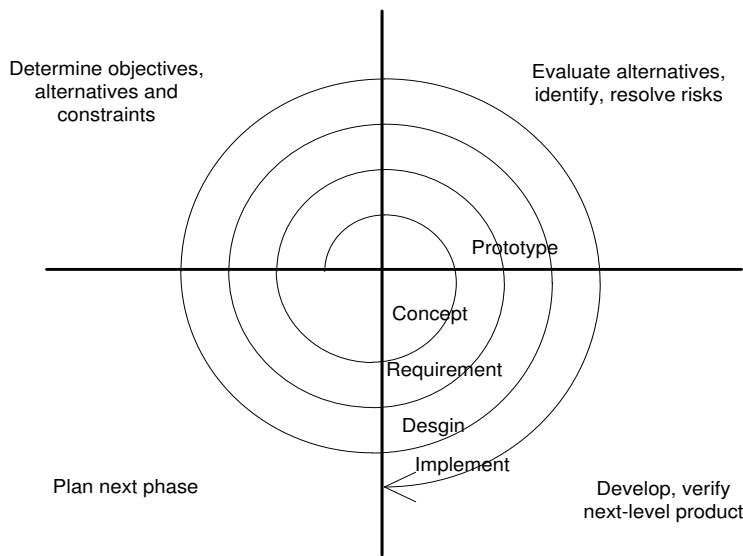 Determine objectives,
alternatives and
constraints
Evaluate alternatives,
identify, resolve risks
Prototype
Concept
Requirement
Desgin
Implement
Plan next phase
Develop, verify
next-level product